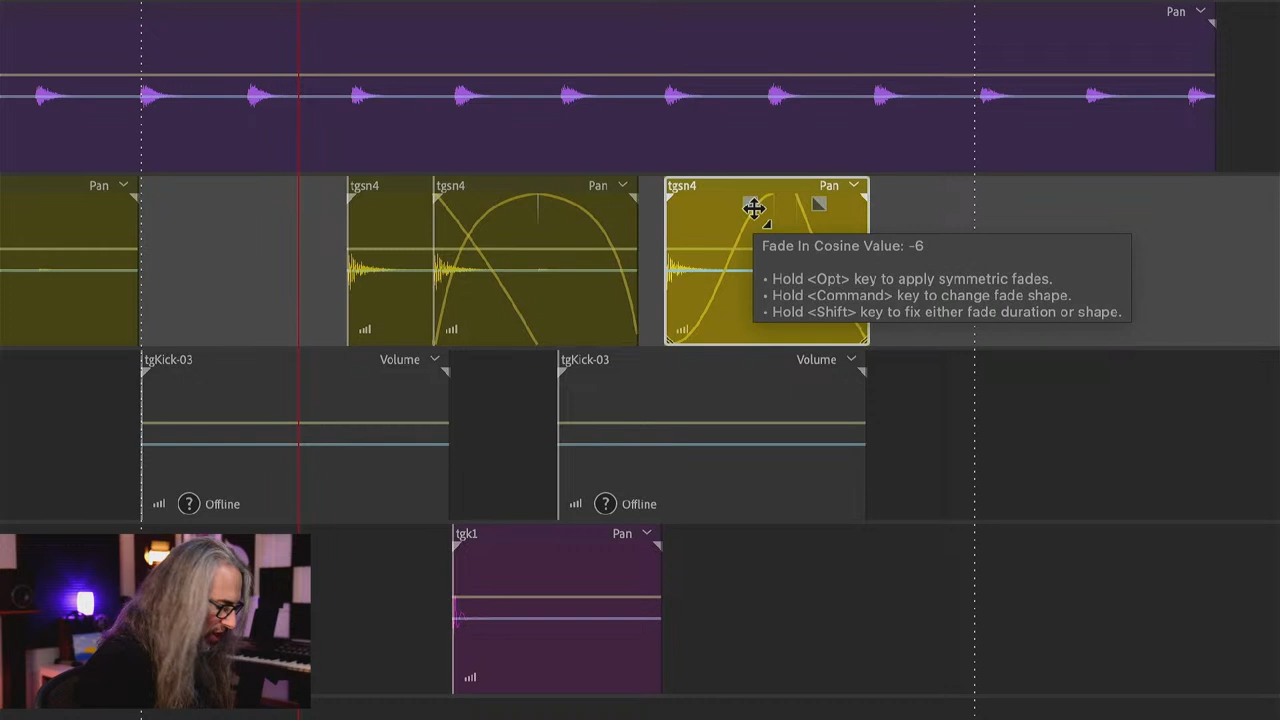 Pan
Pan
tgsn4
tgsn4
Pan
tgsn4
Pan
Fade In Cosine Value: -6
• Hold <Opt> key to apply symmetric fades.
• Hold <Command> key to change fade shape.
• Hold <Shift> key to fix either fade duration or shape.
tgKick-03
Volume
tgKick-03
Volume
? Offline
? Offline
tgk1
Pan